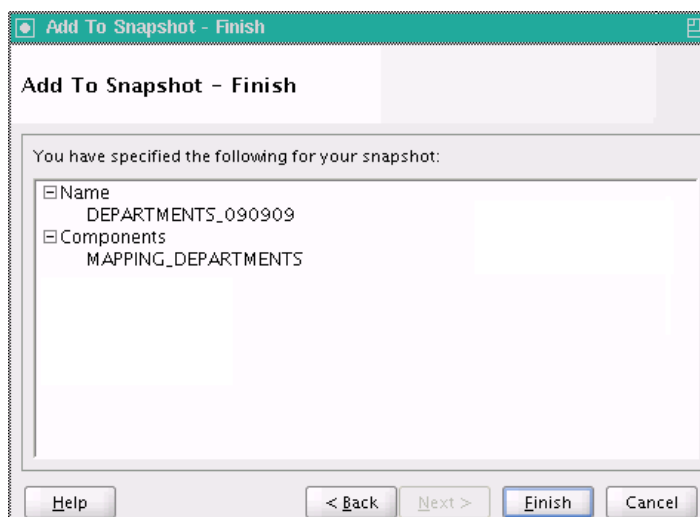 Add To Snapshot - Finish
Add To Snapshot - Finish
You have specified the following for your snapshot:
Name
DEPARTMENTS_090909
Components
MAPPING_DEPARTMENTS
Help
< Back
Next >
Finish
Cancel